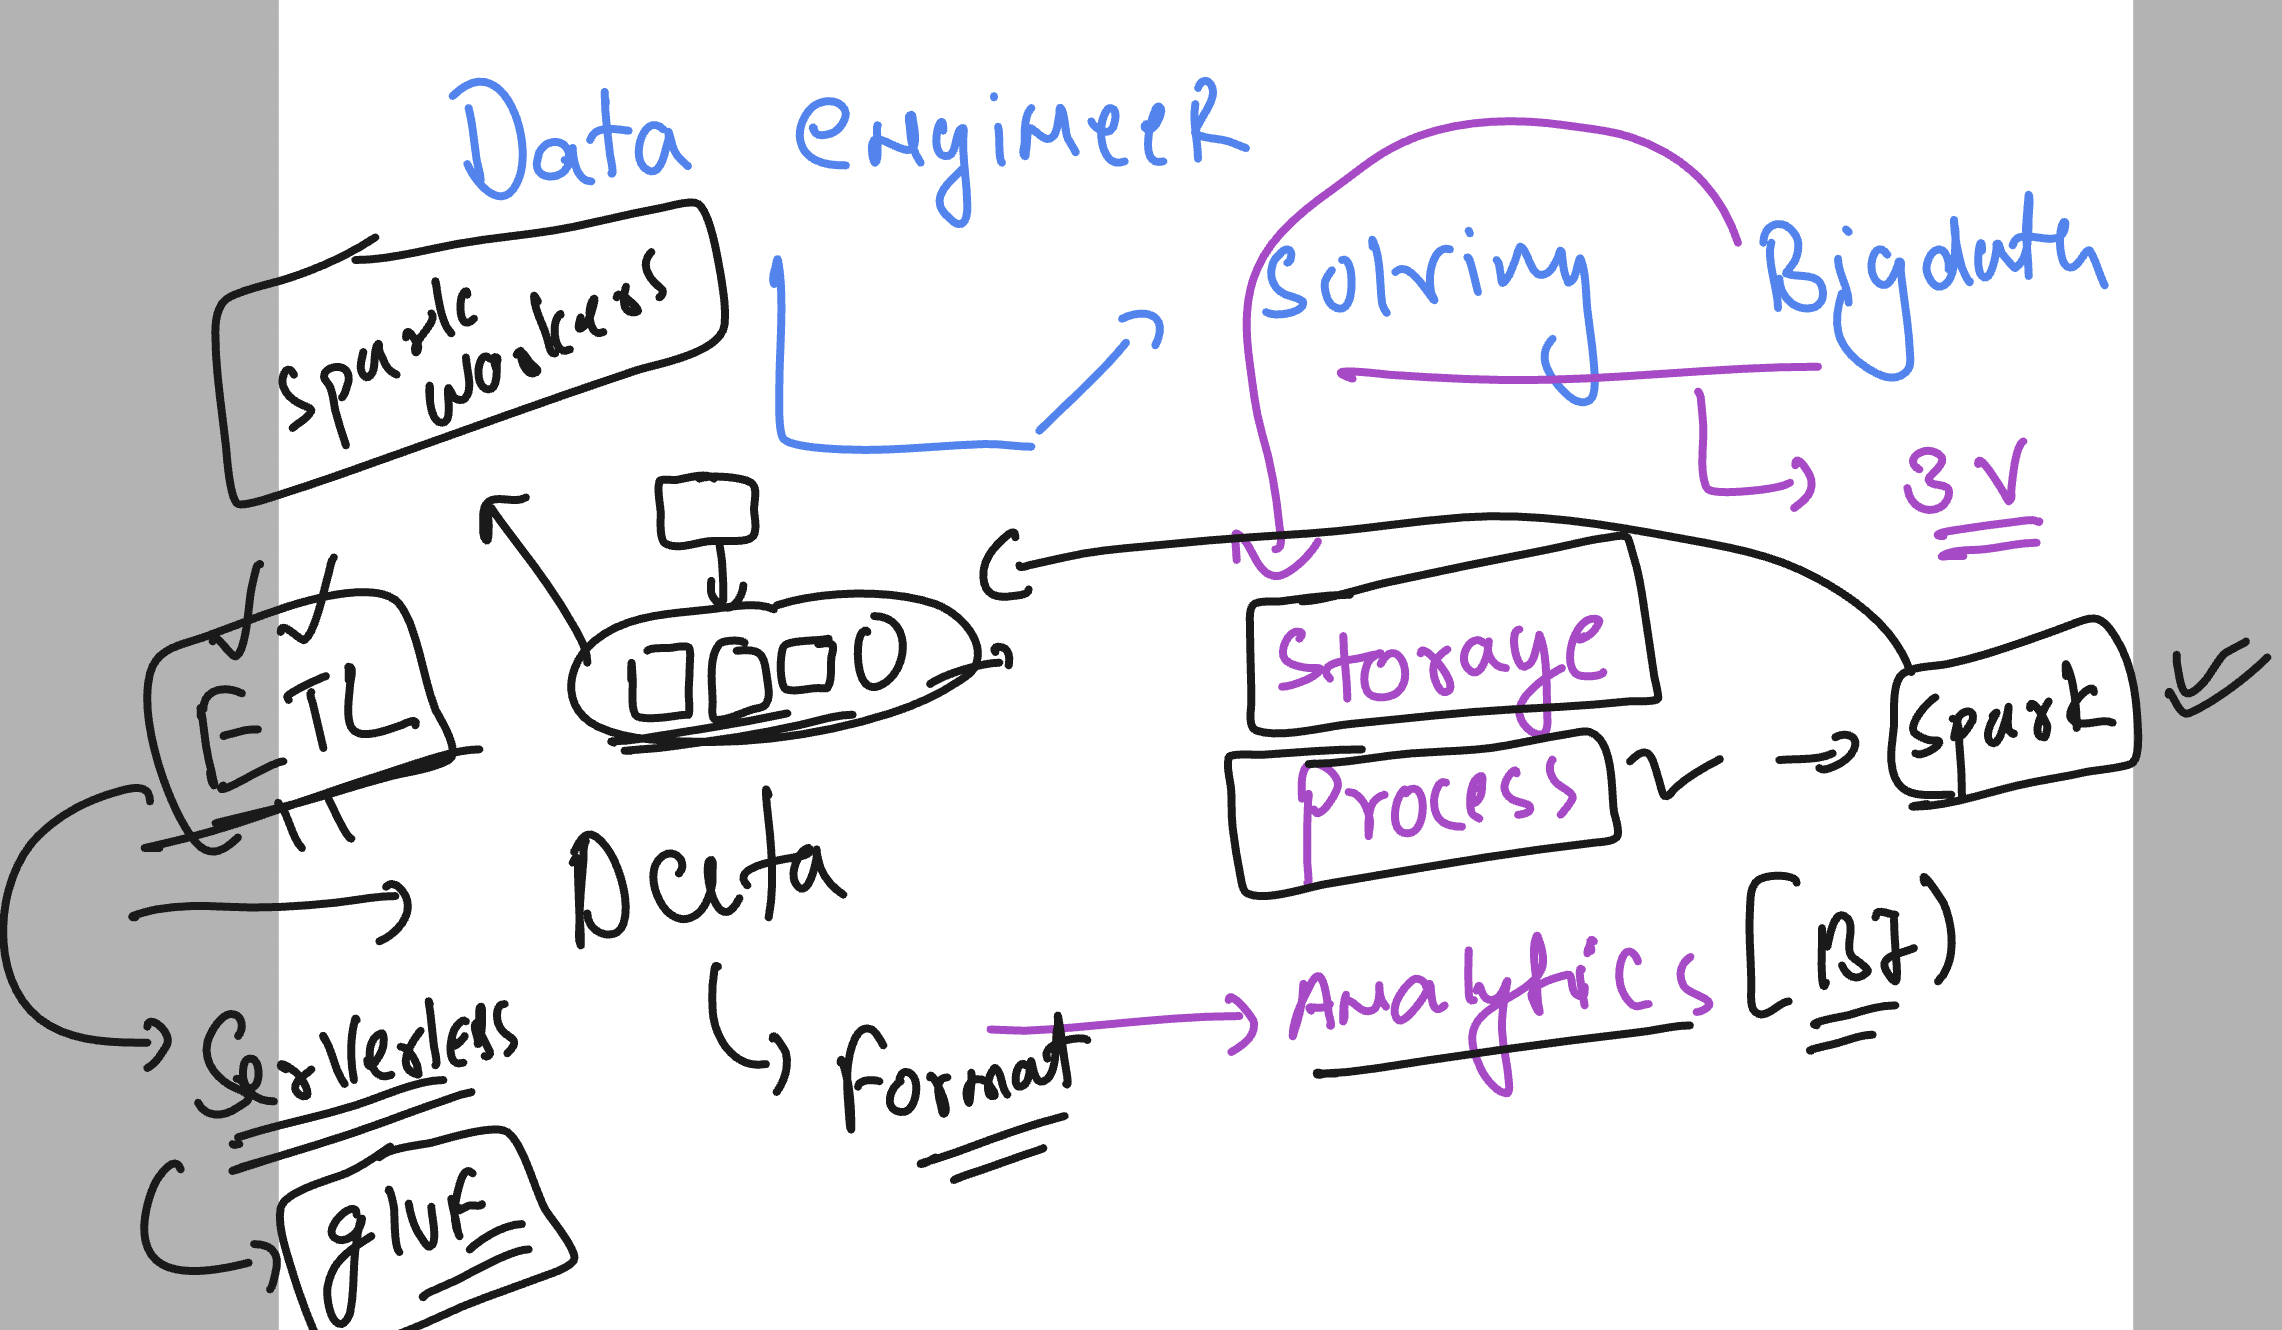 Data engineer
Solving Bigdata
3V
Spark
workers
Storage
Process
Spark
ETL
Data
Format
Analytics [BI)
Serverless
glue